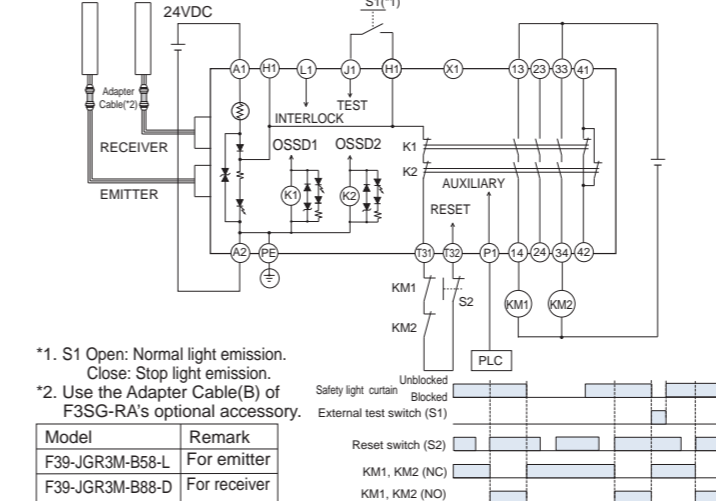 S1(*1)
24VDC
A1 H1 L1 J1 H1 X1 13 23 33 41
Adapter
Cable(*2)
TEST
INTERLOCK
RECEIVER
OSSD1 OSSD2
K1
K2
EMITTER
K1 K2
AUXILIARY
RESET
A2 PE T31 T32 P1 14 24 34 42
KM1
S2
KM1 KM2
KM2
PLC
*1. S1 Open: Normal light emission.
Close: Stop light emission.
*2. Use the Adapter Cable(B) of
F3SG-RA's optional accessory.
Model Remark
F39-JGR3M-B58-L For emitter
F39-JGR3M-B88-D For receiver
Safety light curtain Unblocked
Blocked
External test switch (S1)
Reset switch (S2)
KM1, KM2 (NC)
KM1, KM2 (NO)